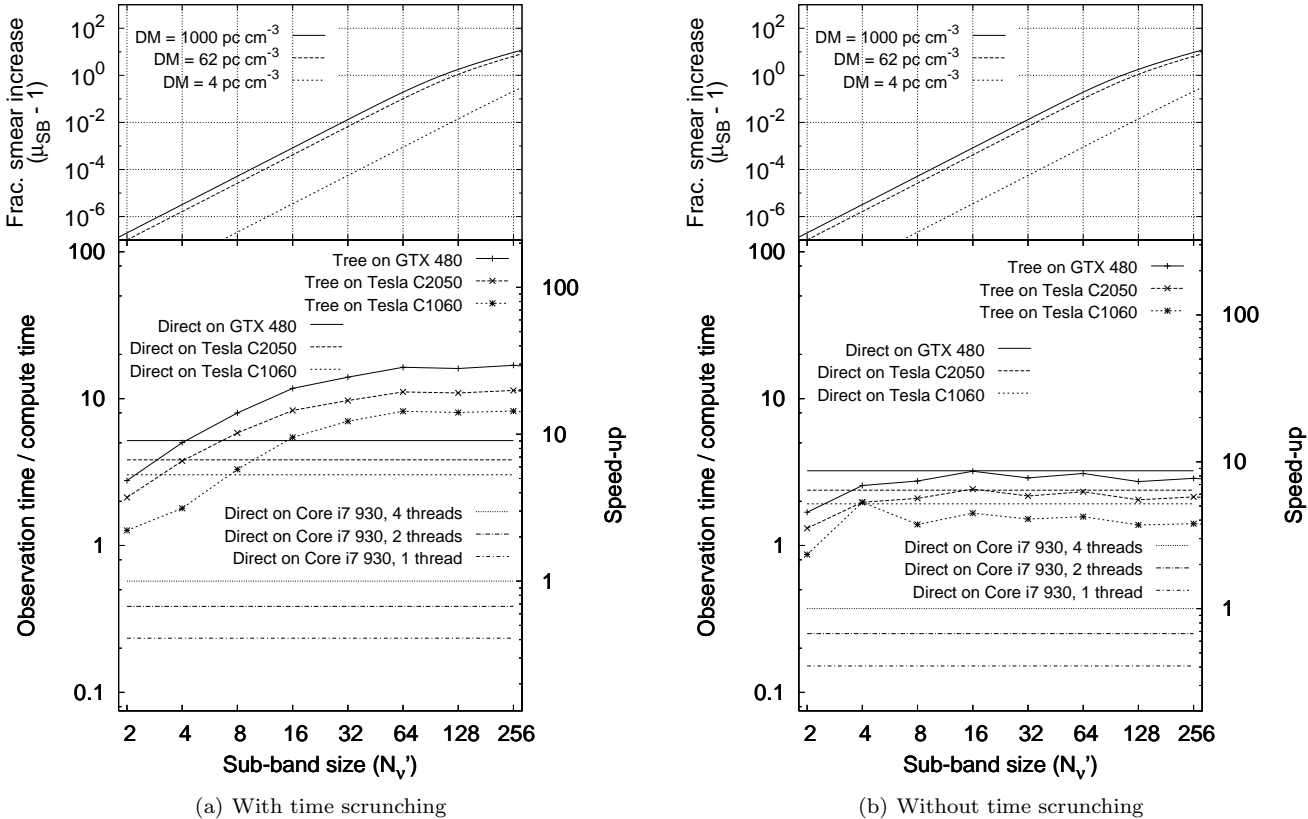 Frac. smear increase
(μSB - 1)
10^2
10^0
10^-2
10^-4
10^-6
DM = 1000 pc cm^-3
DM = 62 pc cm^-3
DM = 4 pc cm^-3
Observation time / compute time
100
10
1
0.1
Tree on GTX 480
Tree on Tesla C2050
Tree on Tesla C1060
Direct on GTX 480
Direct on Tesla C2050
Direct on Tesla C1060
Direct on Core i7 930, 4 threads
Direct on Core i7 930, 2 threads
Direct on Core i7 930, 1 thread
100
10
1
Speed-up
2 4 8 16 32 64 128 256
Sub-band size (Nν')
(a) With time scrunching
Frac. smear increase
(μSB - 1)
10^2
10^0
10^-2
10^-4
10^-6
DM = 1000 pc cm^-3
DM = 62 pc cm^-3
DM = 4 pc cm^-3
Observation time / compute time
100
10
1
0.1
Tree on GTX 480
Tree on Tesla C2050
Tree on Tesla C1060
Direct on GTX 480
Direct on Tesla C2050
Direct on Tesla C1060
Direct on Core i7 930, 4 threads
Direct on Core i7 930, 2 threads
Direct on Core i7 930, 1 thread
100
10
1
Speed-up
2 4 8 16 32 64 128 256
Sub-band size (Nν')
(b) Without time scrunching